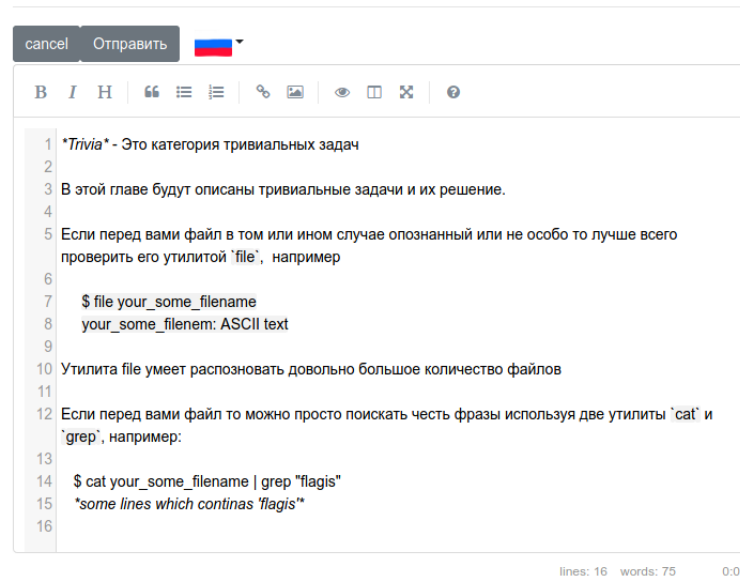 cancel Отправить
B I H
1 *Trivia* - Это категория тривиальных задач
2
3 В этой главе будут описаны тривиальные задачи и их решение.
4
5 Если перед вами файл в том или ином случае опознанный или не особо то лучше всего
проверить его утилитой `file`, например
6
7 $ file your_some_filename
8 your_some_filenem: ASCII text
9
10 Утилита file умеет распозновать довольно большое количество файлов
11
12 Если перед вами файл то можно просто поискать честь фразы используя две утилиты `cat` и
`grep`, например:
13
14 $ cat your_some_filename | grep "flagis"
15 *some lines which continas 'flagis'*
16
lines: 16 words: 75 0:0